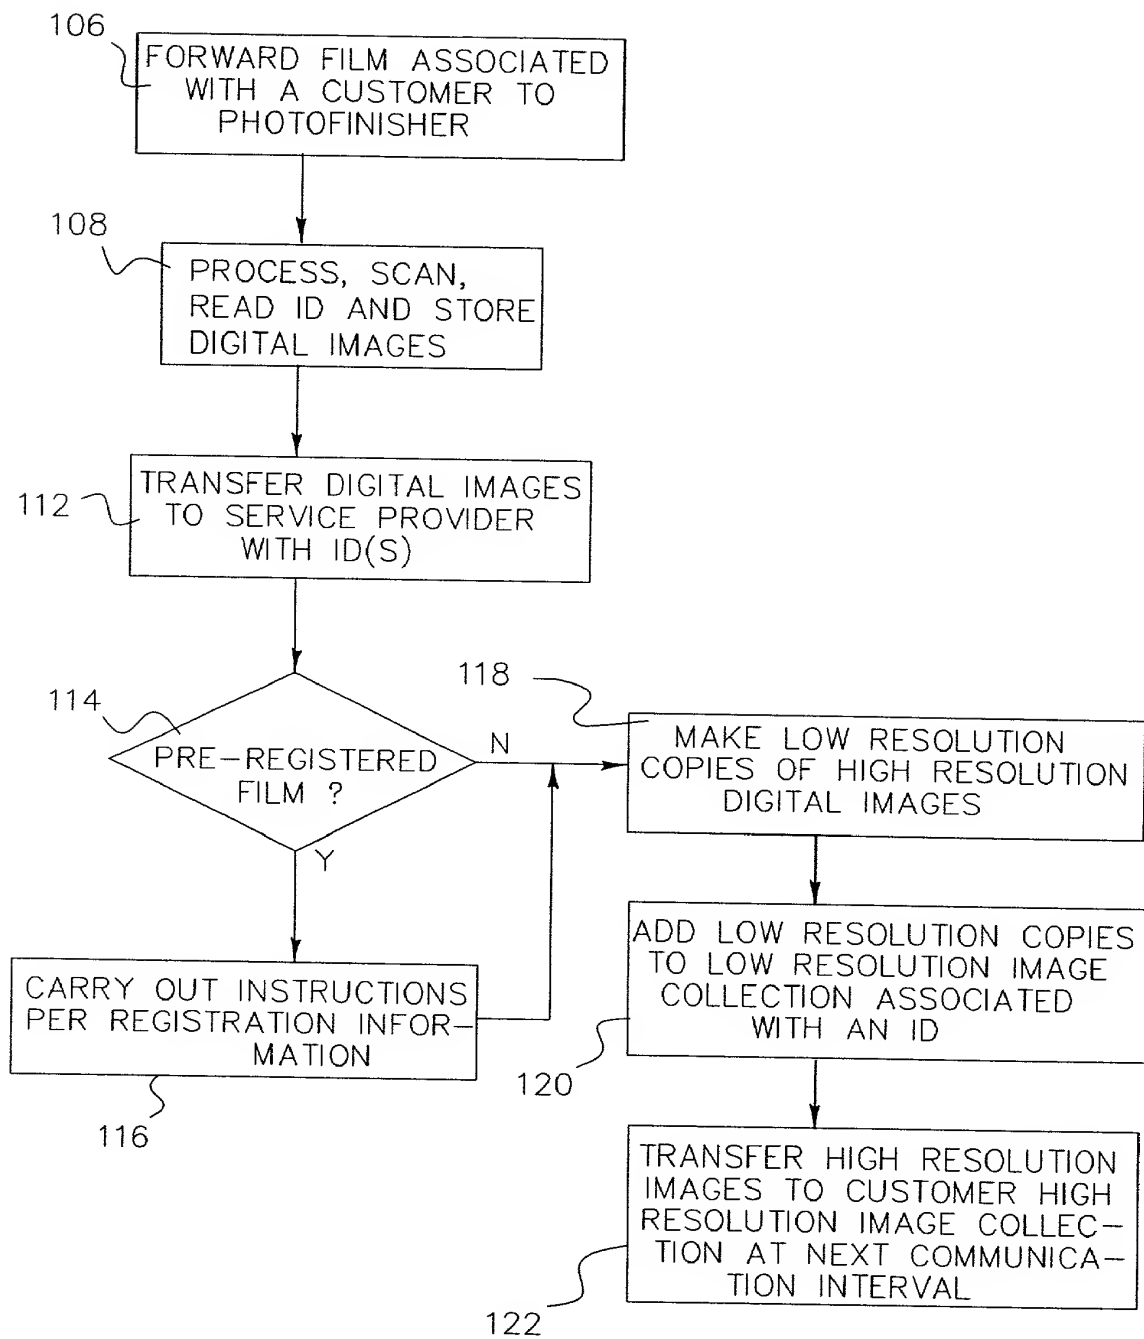 106
FORWARD FILM ASSOCIATED
WITH A CUSTOMER TO
PHOTOFINISHER
108
PROCESS, SCAN,
READ ID AND STORE
DIGITAL IMAGES
112
TRANSFER DIGITAL IMAGES
TO SERVICE PROVIDER
WITH ID(S)
114
PRE-REGISTERED
FILM ?
N
Y
116
CARRY OUT INSTRUCTIONS
PER REGISTRATION INFOR-
MATION
118
MAKE LOW RESOLUTION
COPIES OF HIGH RESOLUTION
DIGITAL IMAGES
120
ADD LOW RESOLUTION COPIES
TO LOW RESOLUTION IMAGE
COLLECTION ASSOCIATED
WITH AN ID
122
TRANSFER HIGH RESOLUTION
IMAGES TO CUSTOMER HIGH
RESOLUTION IMAGE COLLEC-
TION AT NEXT COMMUNICA-
TION INTERVAL